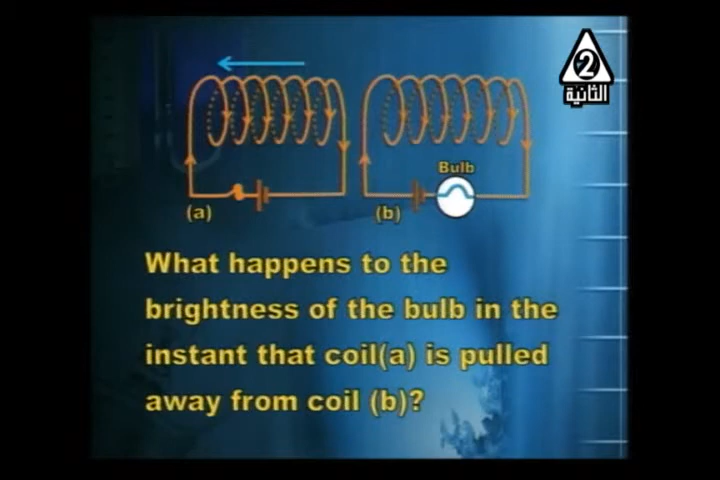 2
الثانية
Bulb
(a)
(b)
What happens to the
brightness of the bulb in the
instant that coil(a) is pulled
away from coil (b)?